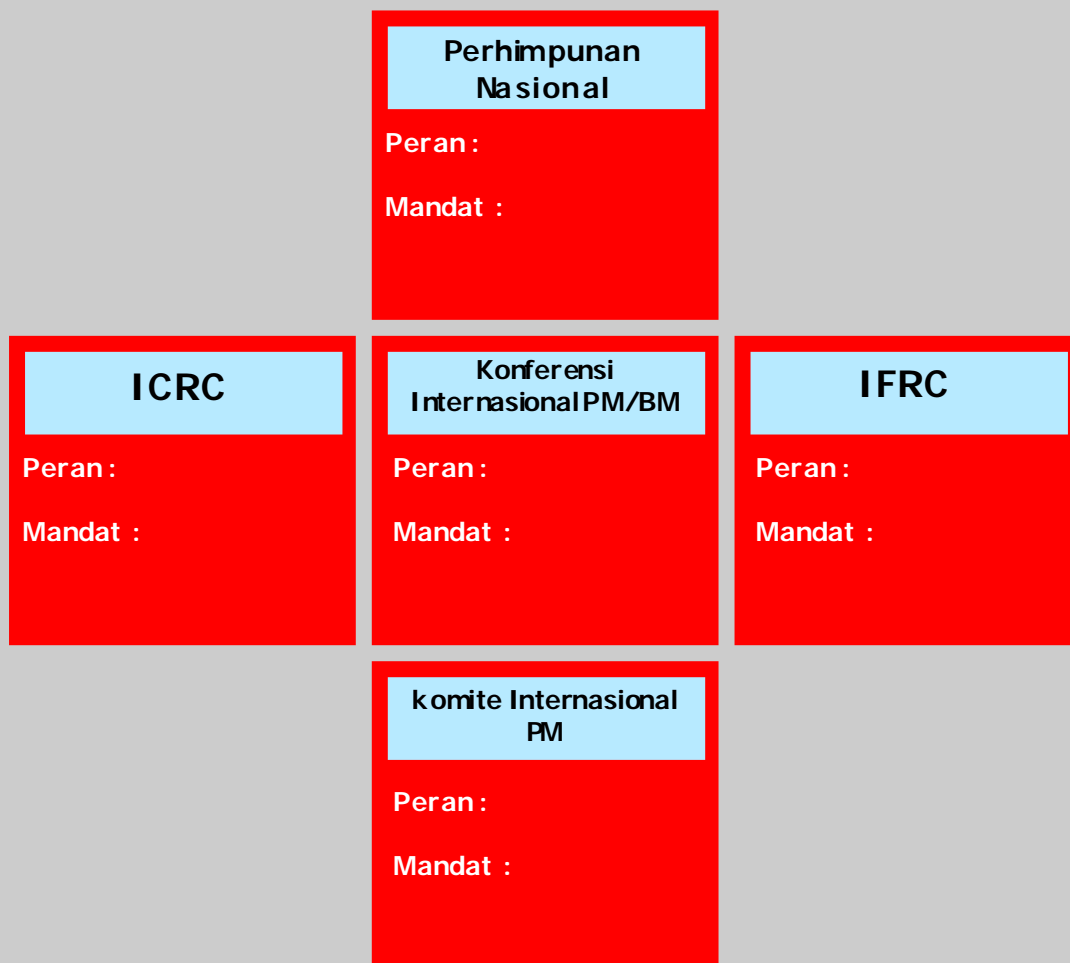 Perhimpunan
Nasional
Peran :
Mandat :
ICRC
Peran :
Mandat :
Konferensi
Internasional PM/BM
Peran :
Mandat :
IFRC
Peran :
Mandat :
komite Internasional
PM
Peran :
Mandat :